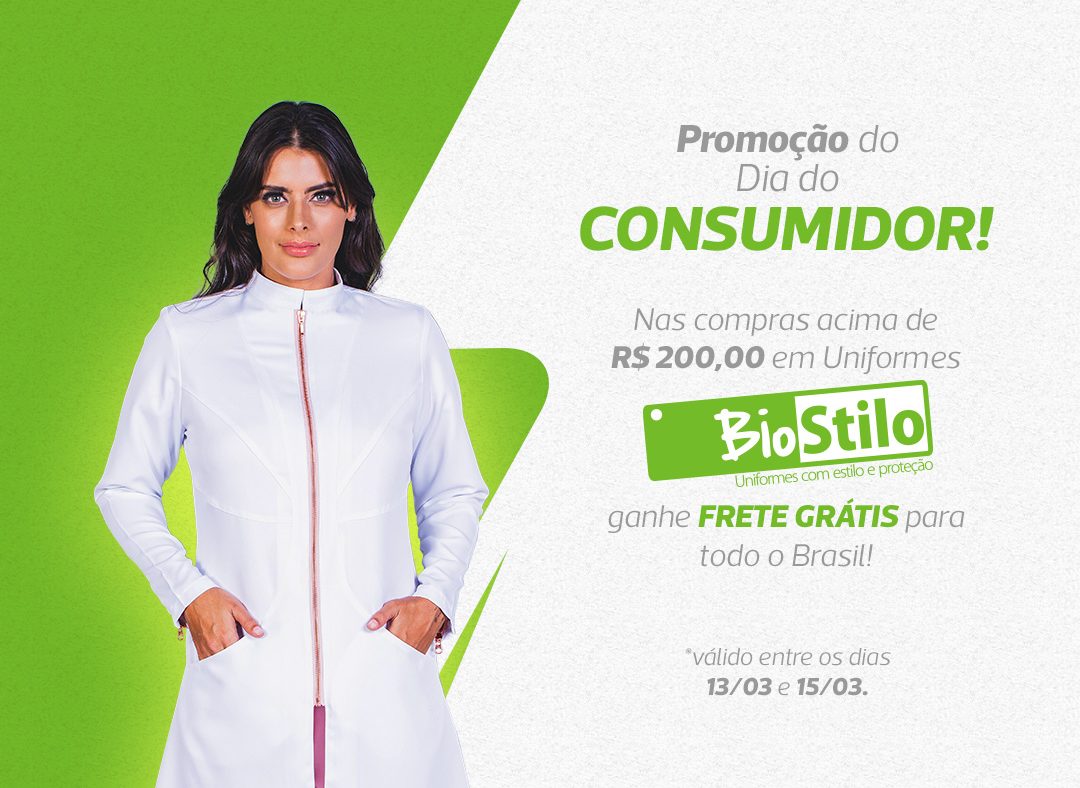 Promoção do
Dia do
CONSUMIDOR!
Nas compras acima de
R$ 200,00 em Uniformes
BioStilo
Uniformes com estilo e proteção
ganhe FRETE GRÁTIS para
todo o Brasil!
*válido entre os dias
13/03 e 15/03.